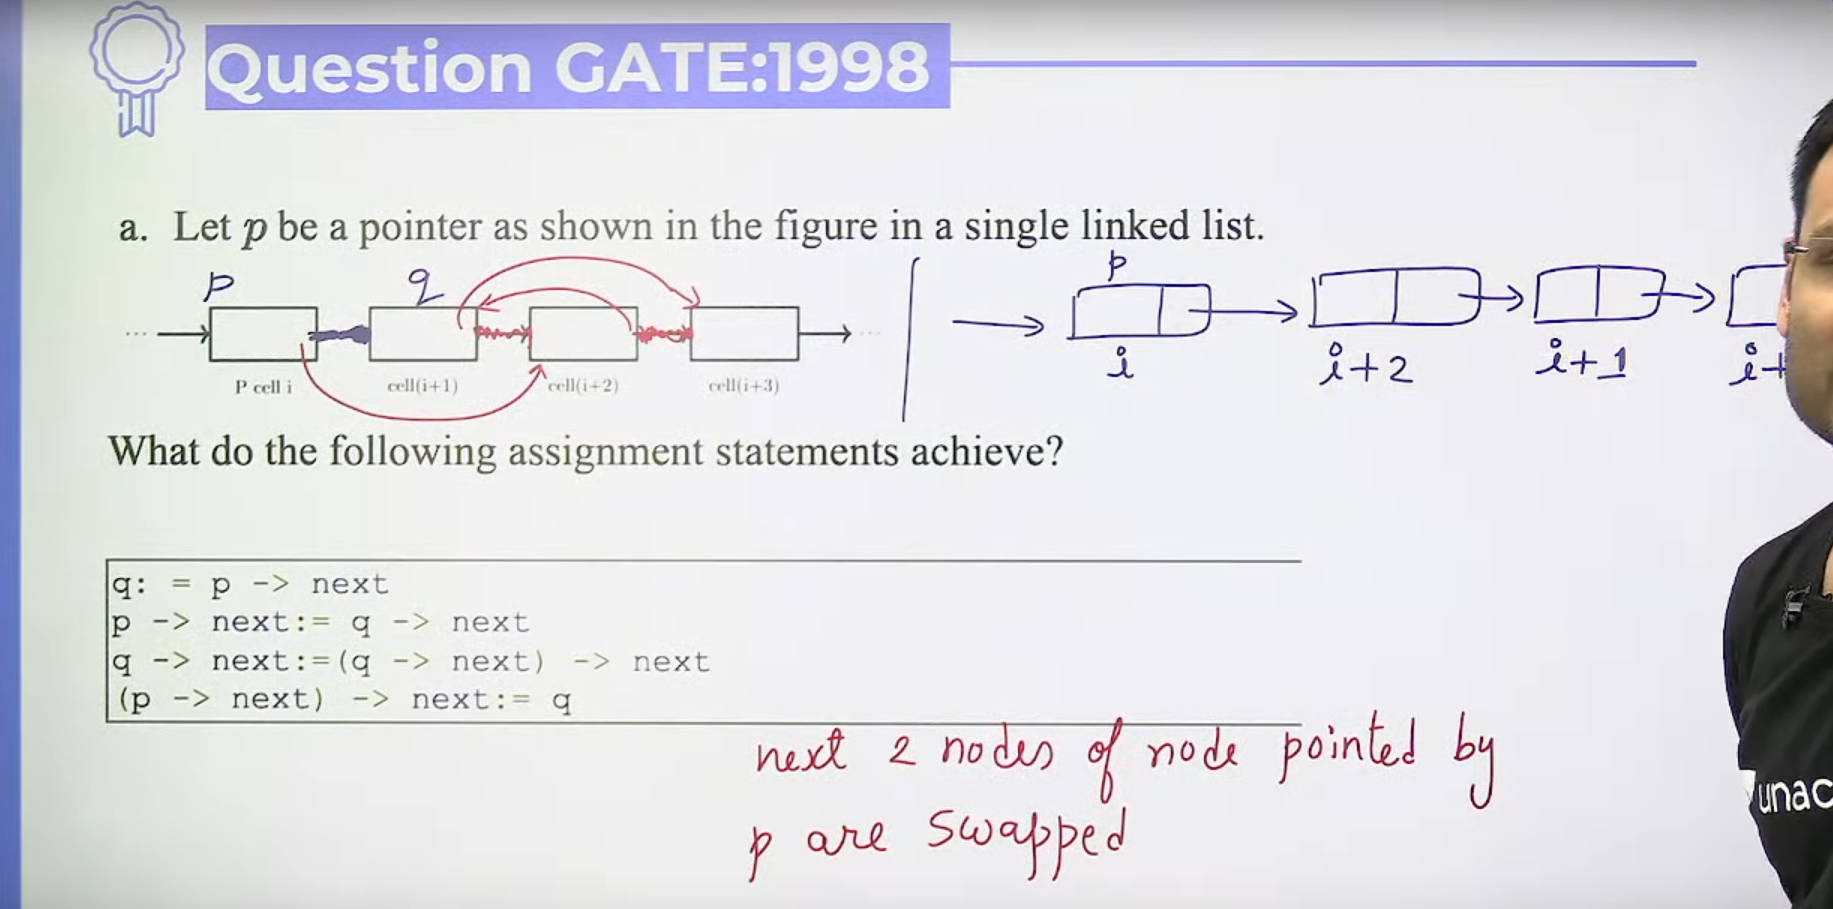 Question GATE:1998
a. Let p be a pointer as shown in the figure in a single linked list.
p q
P cell i cell(i+1) cell(i+2) cell(i+3)
p
i i+2 i+1 i+
What do the following assignment statements achieve?
q: = p -> next
p -> next:= q -> next
q -> next:=(q -> next) -> next
(p -> next) -> next:= q
next 2 nodes of node pointed by
p are swapped
unac